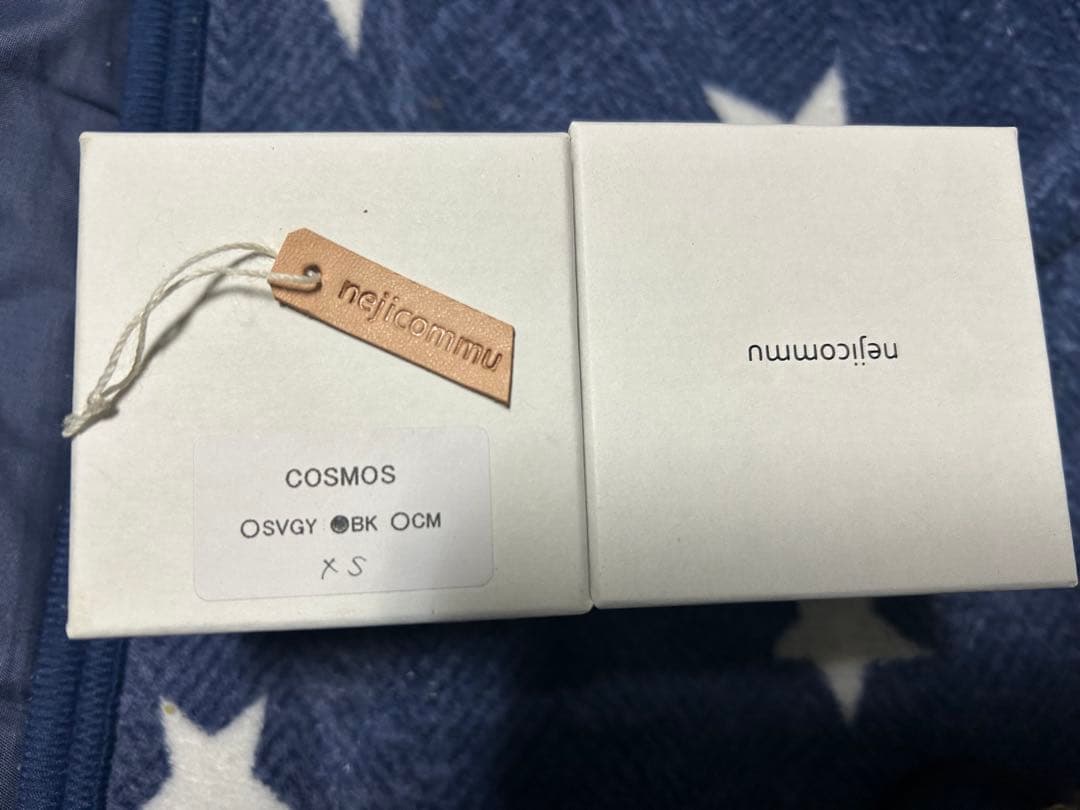 nejicommu
COSMOS
○SVGY ●BK ○CM
XS
nejicommu